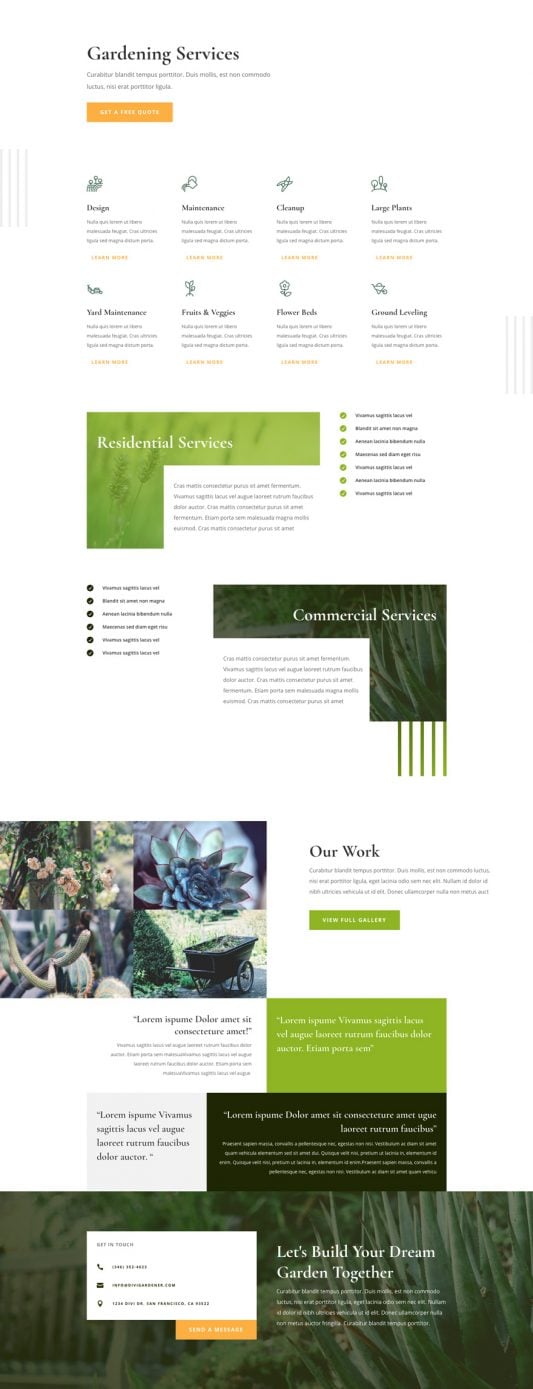 Gardening Services
Curabitur blandit tempus porttitor. Duis mollis, est non commodo
luctus, nisi erat porttitor ligula.
GET A FREE QUOTE
Design
Nulla quis lorem ut libero
malesuada feugiat. Cras ultricies
ligula sed magna dictum porta.
LEARN MORE
Maintenance
Nulla quis lorem ut libero
malesuada feugiat. Cras ultricies
ligula sed magna dictum porta.
LEARN MORE
Cleanup
Nulla quis lorem ut libero
malesuada feugiat. Cras ultricies
ligula sed magna dictum porta.
LEARN MORE
Large Plants
Nulla quis lorem ut libero
malesuada feugiat. Cras ultricies
ligula sed magna dictum porta.
LEARN MORE
Yard Maintenance
Nulla quis lorem ut libero
malesuada feugiat. Cras ultricies
ligula sed magna dictum porta.
LEARN MORE
Fruits & Veggies
Nulla quis lorem ut libero
malesuada feugiat. Cras ultricies
ligula sed magna dictum porta.
LEARN MORE
Flower Beds
Nulla quis lorem ut libero
malesuada feugiat. Cras ultricies
ligula sed magna dictum porta.
LEARN MORE
Ground Leveling
Nulla quis lorem ut libero
malesuada feugiat. Cras ultricies
ligula sed magna dictum porta.
LEARN MORE
Residential Services
Cras mattis consectetur purus sit amet fermentum.
Vivamus sagittis lacus vel augue laoreet rutrum faucibus
dolor auctor. Cras mattis consectetur purus sit amet
fermentum. Etiam porta sem malesuada magna mollis
euismod. Cras mattis consectetur purus sit amet
Vivamus sagittis lacus vel
Blandit sit amet non magna
Aenean lacinia bibendum nulla
Maecenas sed diam eget risu
Vivamus sagittis lacus vel
Aenean lacinia bibendum nulla
Vivamus sagittis lacus vel
Vivamus sagittis lacus vel
Blandit sit amet non magna
Aenean lacinia bibendum nulla
Maecenas sed diam eget risu
Vivamus sagittis lacus vel
Vivamus sagittis lacus vel
Commercial Services
Cras mattis consectetur purus sit amet fermentum.
Vivamus sagittis lacus vel augue laoreet rutrum faucibus
dolor auctor. Cras mattis consectetur purus sit amet
fermentum. Etiam porta sem malesuada magna mollis
euismod. Cras mattis consectetur purus sit amet
Our Work
Curabitur blandit tempus porttitor. Duis mollis, est non commodo luctus,
nisi erat porttitor ligula, eget lacinia odio sem nec elit. Nullam id dolor id
nibh ultricies vehicula ut id elit. Donec ullamcorper nulla non metus auct
VIEW FULL GALLERY
“Lorem ispume Dolor amet sit
consecteture amet!”
Vivamus sagittis lacus vel augue laoreet rutrum faucibus dolor
auctor. Etiam porta sem malesuaVivamus sagittis lacus vel augue
laoreet rutrum faucibus dolor auctor. Etiam porta sem
malesuaVivamus sagittis lacus vel augue
“Lorem ispume Vivamus sagittis lacus
vel augue laoreet rutrum faucibus dolor
auctor. Etiam porta sem”
“Lorem ispume Vivamus
sagittis lacus vel augue
laoreet rutrum faucibus
dolor auctor. “
“Lorem ispume Dolor amet sit consecteture amet ugue
laoreet rutrum faucibus”
Praesent sapien massa, convallis a pellentesque nec, egestas non nisi. Vestibulum ac diam sit amet
quam vehicula elementum sed sit amet dui. Quisque velit nisi, pretium ut lacinia in, elementum id
enim. Quisque velit nisi, pretium ut lacinia in, elementum id enim.Praesent sapien massa, convallis a
pellentesque nec, egestas non nisi. Vestibulum ac diam sit amet quam vehicu
GET IN TOUCH
(346) 352-4622
INFO@DIVIGARDENER.COM
1234 DIVI DR. SAN FRANCISCO, CA 93522
SEND A MESSAGE
Let's Build Your Dream
Garden Together
Curabitur blandit tempus porttitor. Duis mollis, est non commodo
luctus, nisi erat porttitor ligula, eget lacinia odio sem nec elit. Nullam
id dolor id nibh ultricies vehicula ut id elit. Donec ullamcorper nulla
non metus auctor fringilla. Curabitur blandit tempus porttitor.